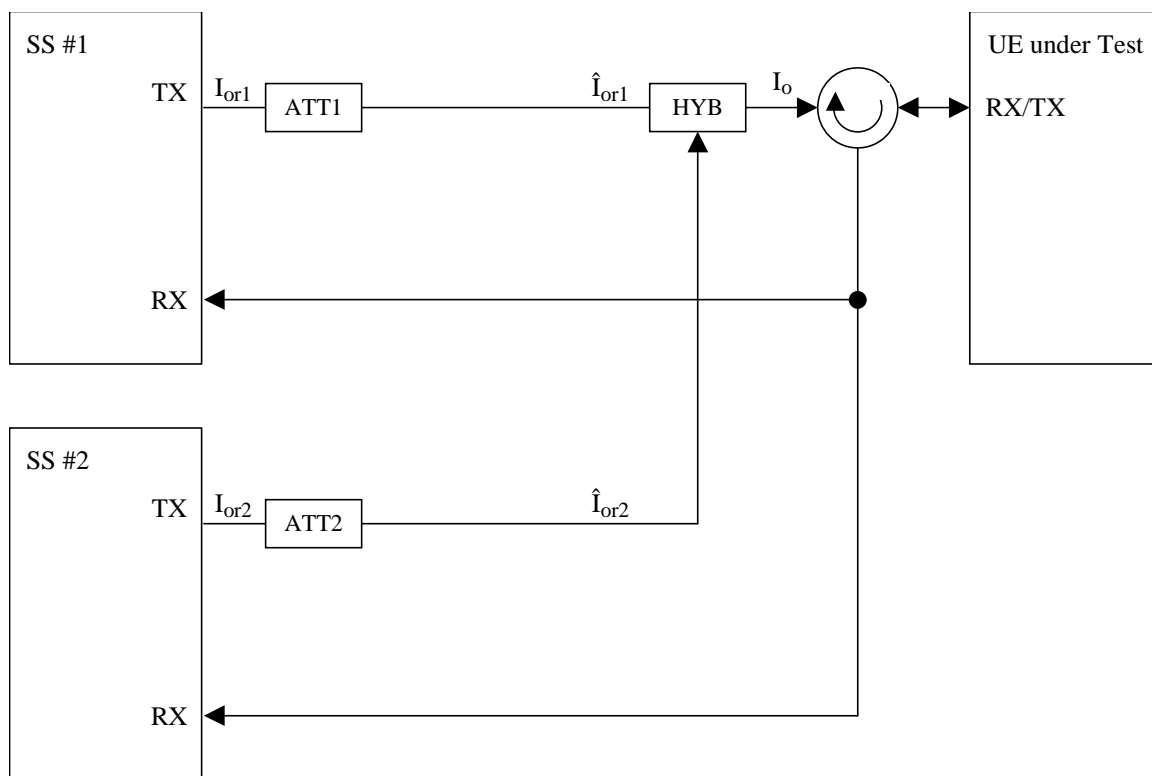 SS #1
UE under Test
TX
I_or1
ATT1
Î_or1
HYB
I_o
RX/TX
RX
SS #2
TX
I_or2
ATT2
Î_or2
RX